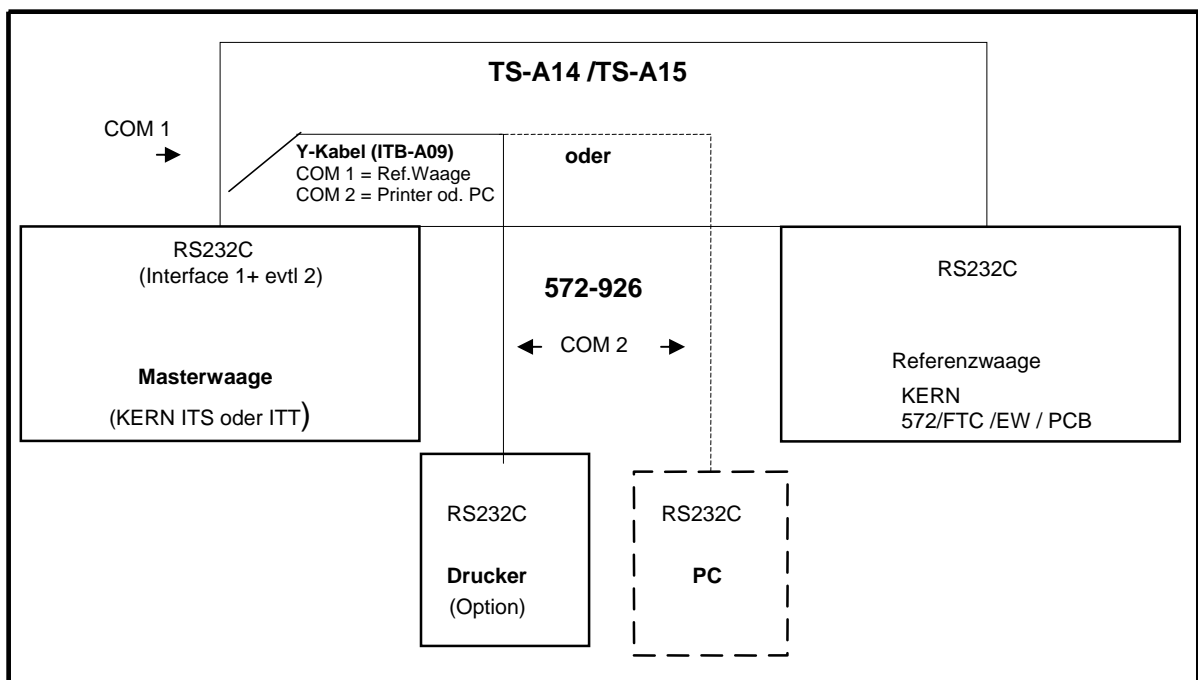 TS-A14 /TS-A15
COM 1
Y-Kabel (ITB-A09)
COM 1 = Ref.Waage
COM 2 = Printer od. PC
oder
RS232C
(Interface 1+ evtl 2)
Masterwaage
(KERN ITS oder ITT)
572-926
COM 2
RS232C
Referenzwaage
KERN
572/FTC /EW / PCB
RS232C
Drucker
(Option)
RS232C
PC